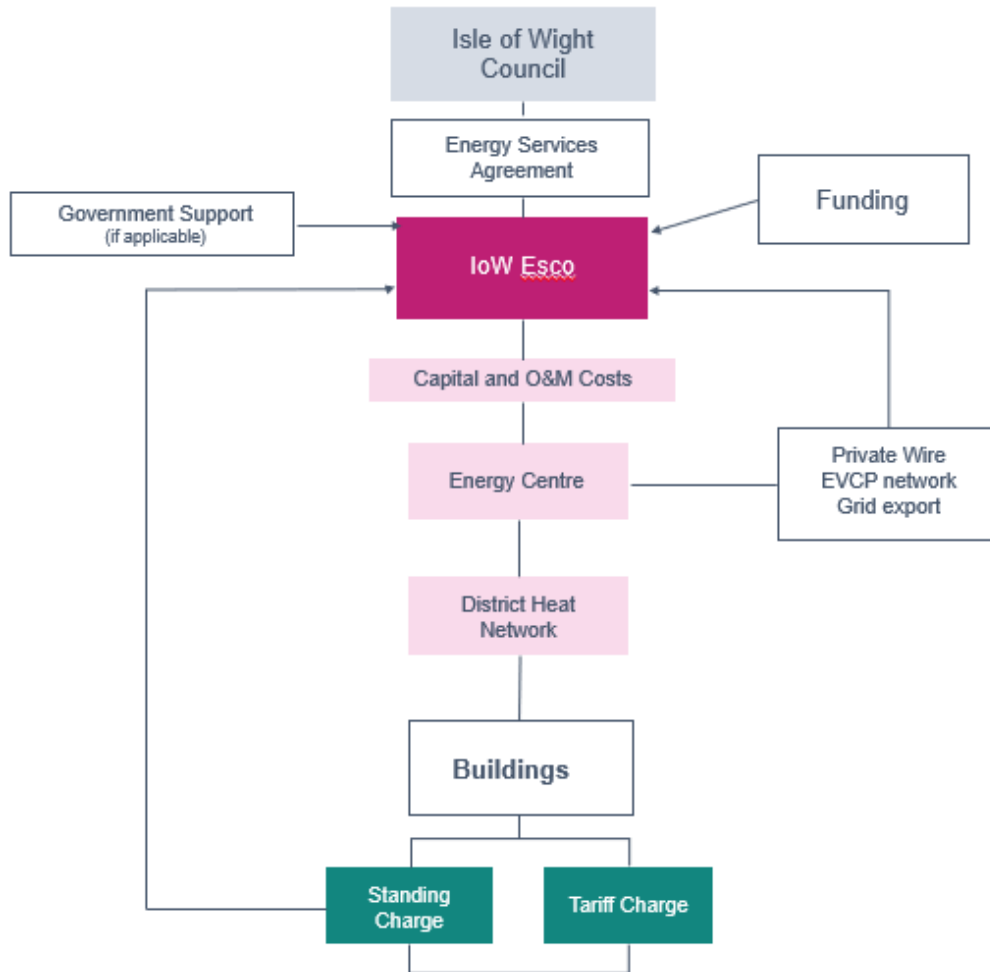 Isle of Wight
Council
Energy Services
Agreement
Government Support
(if applicable)
Funding
IoW Esco
Capital and O&M Costs
Energy Centre
Private Wire
EVCP network
Grid export
District Heat
Network
Buildings
Standing
Charge
Tariff Charge